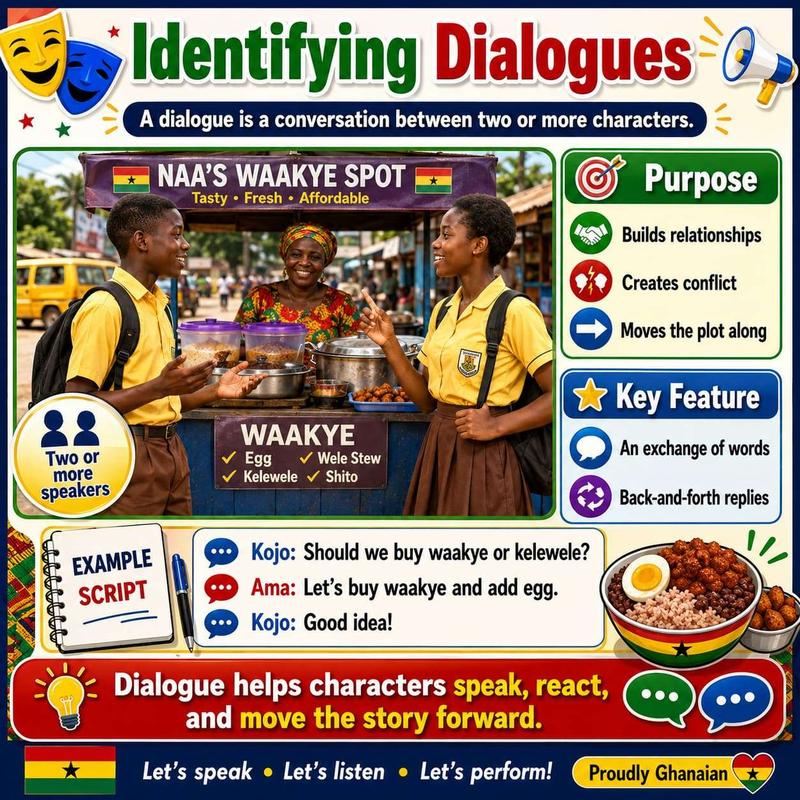 Identifying Dialogues
A dialogue is a conversation between two or more characters.
NAA'S WAAKYE SPOT
Tasty • Fresh • Affordable
WAAKYE
✓ Egg ✓ Wele Stew
✓ Kelewele ✓ Shito
Two or
more
speakers
Purpose
Builds relationships
Creates conflict
Moves the plot along
Key Feature
An exchange of words
Back-and-forth replies
EXAMPLE
SCRIPT
Kojo: Should we buy waakye or kelewele?
Ama: Let's buy waakye and add egg.
Kojo: Good idea!
Dialogue helps characters speak, react,
and move the story forward.
Let's speak • Let's listen • Let's perform!
Proudly Ghanaian